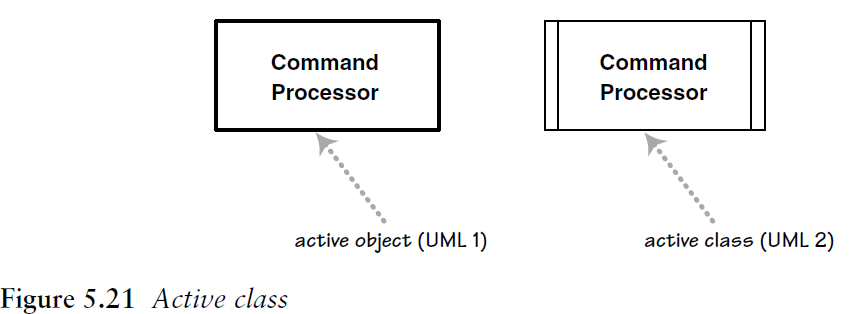 Command
Processor
Command
Processor
active object (UML 1)
active class (UML 2)
Figure 5.21 Active class